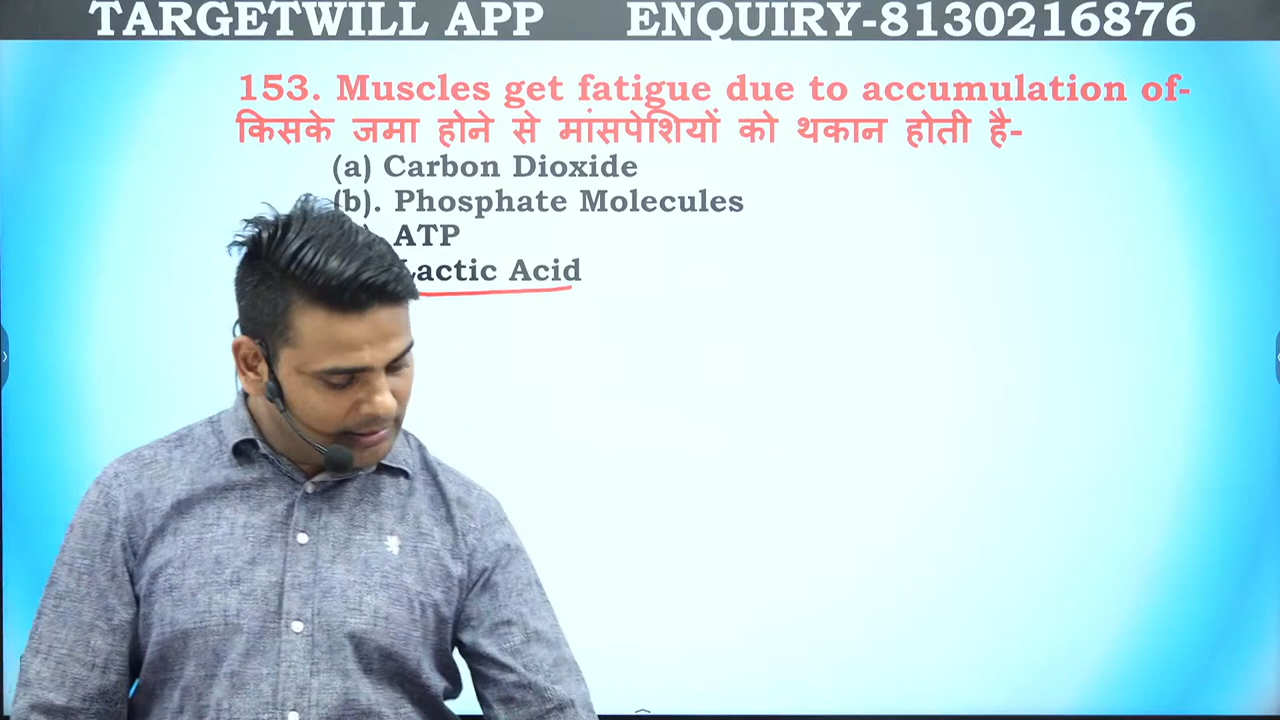 TARGETWILL APP ENQUIRY-8130216876
153. Muscles get fatigue due to accumulation of-
किसके जमा होने से मांसपेशियों को थकान होती है-
(a) Carbon Dioxide
(b). Phosphate Molecules
ATP
Lactic Acid